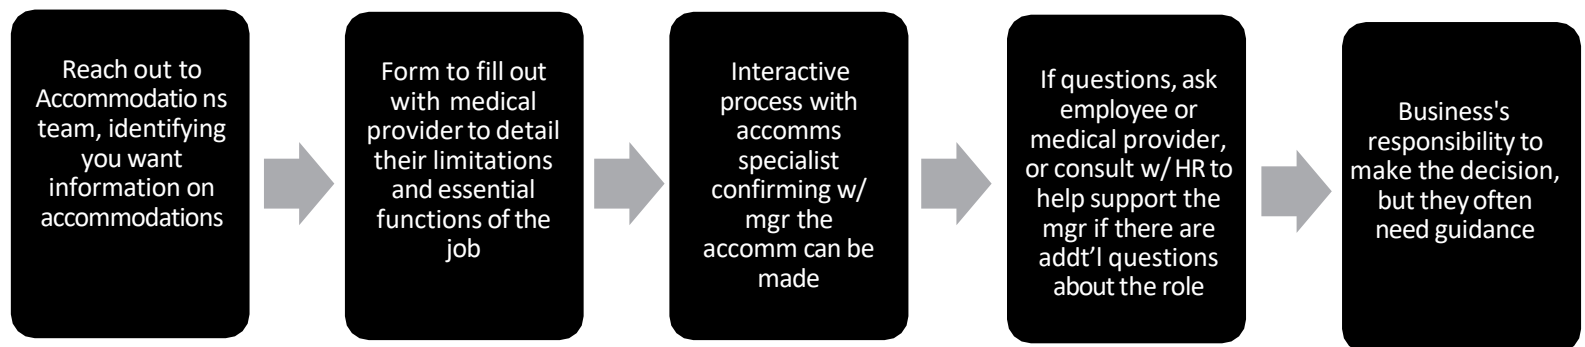 Reach out to
Accommodatio ns
team, identifying
you want
information on
accommodations
Form to fill out
with medical
provider to detail
their limitations
and essential
functions of the
job
Interactive
process with
accomms
specialist
confirming w/
mgr the
accomm can be
made
If questions, ask
employee or
medical provider,
or consult w/ HR to
help support the
mgr if there are
addt’l questions
about the role
Business's
responsibility to
make the decision,
but they often
need guidance